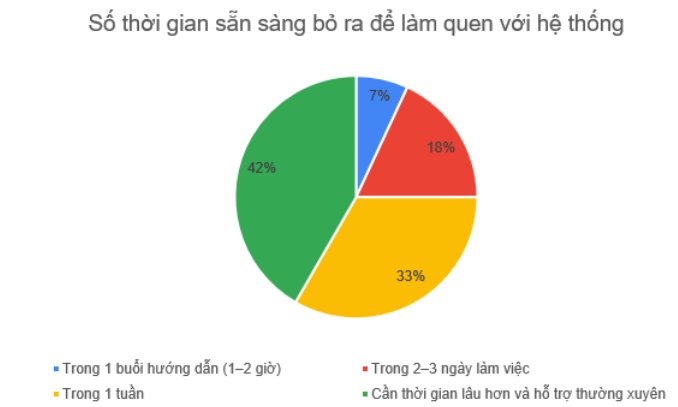 Số thời gian sẵn sàng bỏ ra để làm quen với hệ thống
7%
18%
42%
33%
Trong 1 buổi hướng dẫn (1–2 giờ)
Trong 2–3 ngày làm việc
Trong 1 tuần
Cần thời gian lâu hơn và hỗ trợ thường xuyên